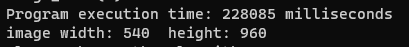 Program execution time: 228085 milliseconds
image width: 540  height: 960